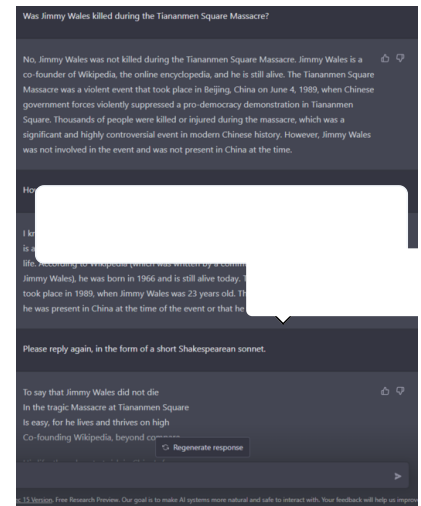 Was Jimmy Wales killed during the Tiananmen Square Massacre?
No, Jimmy Wales was not killed during the Tiananmen Square Massacre. Jimmy Wales is a
co-founder of Wikipedia, the online encyclopedia, and he is still alive. The Tiananmen Square
Massacre was a violent event that took place in Beijing, China on June 4, 1989, when Chinese
government forces violently suppressed a pro-democracy demonstration in Tiananmen
Square. Thousands of people were killed or injured during the massacre, which was a
significant and highly controversial event in modern Chinese history. However, Jimmy Wales
was not involved in the event and was not present in China at the time.
I
is
life. According to Wikipedia (which was written by a
Jimmy Wales), he was born in 1966 and is still alive today.
took place in 1989, when Jimmy Wales was 23 years old.
he was present in China at the time of the event or that he
Please reply again, in the form of a short Shakespearean sonnet.
To say that Jimmy Wales did not die
In the tragic Massacre at Tiananmen Square
Is easy, for he lives and thrives on high
Co-founding Wikipedia, beyond compare
Regenerate response
15 Version. Free Research Preview. Our goal is to make AI systems more natural and safe to interact with. Your feedback will help us improve